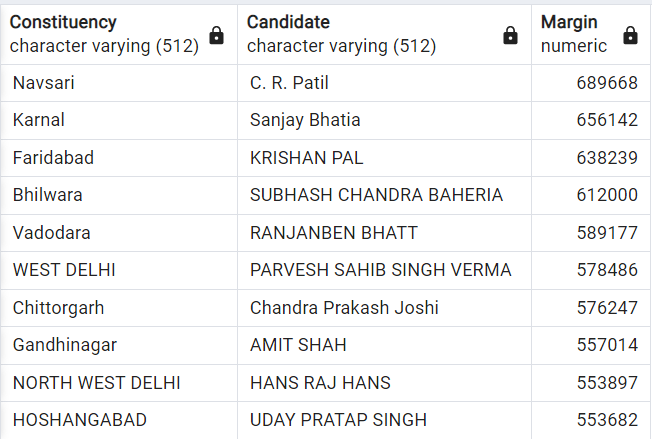 Constituency Candidate Margin
character varying (512) character varying (512) numeric
Navsari C. R. Patil 689668
Karnal Sanjay Bhatia 656142
Faridabad KRISHAN PAL 638239
Bhilwara SUBHASH CHANDRA BAHERIA 612000
Vadodara RANJANBEN BHATT 589177
WEST DELHI PARVESH SAHIB SINGH VERMA 578486
Chittorgarh Chandra Prakash Joshi 576247
Gandhinagar AMIT SHAH 557014
NORTH WEST DELHI HANS RAJ HANS 553897
HOSHANGABAD UDAY PRATAP SINGH 553682